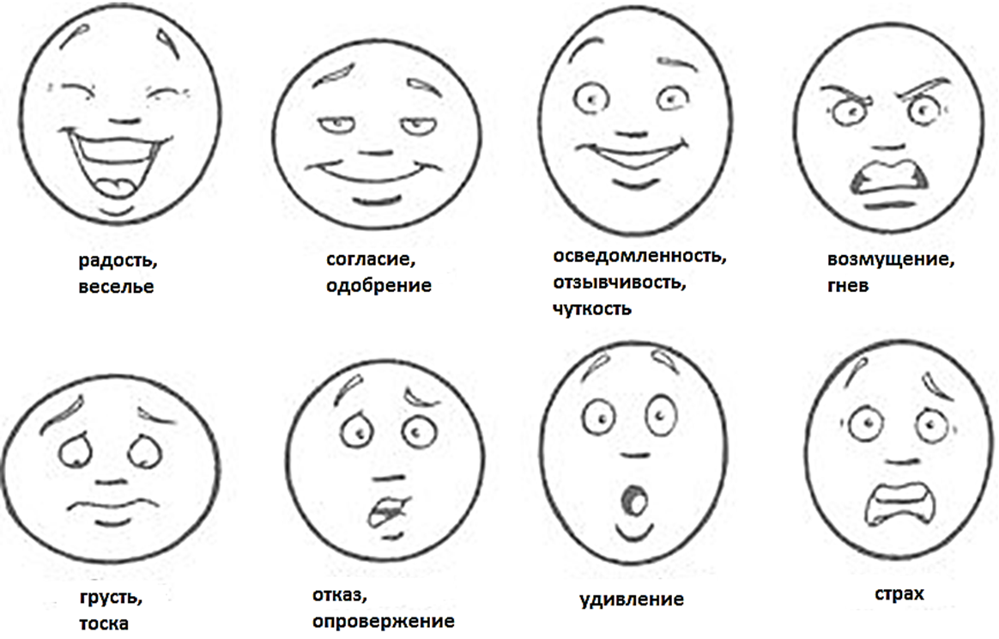 радость,
веселье
согласие,
одобрение
осведомленность,
отзывчивость,
чуткость
возмущение,
гнев
грусть,
тоска
отказ,
опровержение
удивление
страх